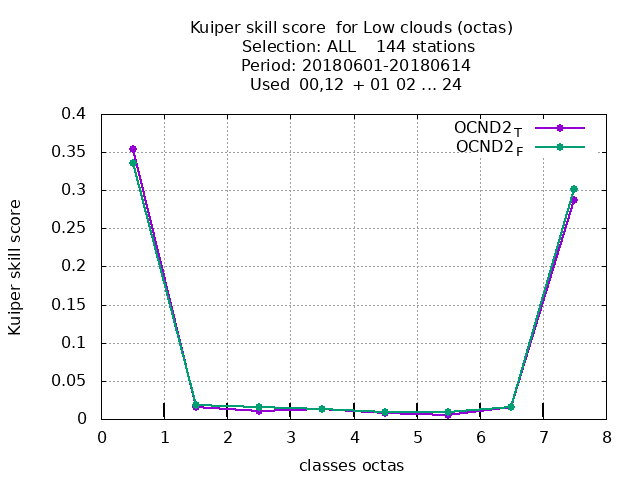 Kuiper skill score  for Low clouds (octas)
Selection: ALL    144 stations
Period: 20180601-20180614
Used  00,12  + 01 02 ... 24
OCND2T
OCND2F
0.4
0.35
0.3
0.25
0.2
0.15
0.1
0.05
0
Kuiper skill score
0 1 2 3 4 5 6 7 8
classes octas